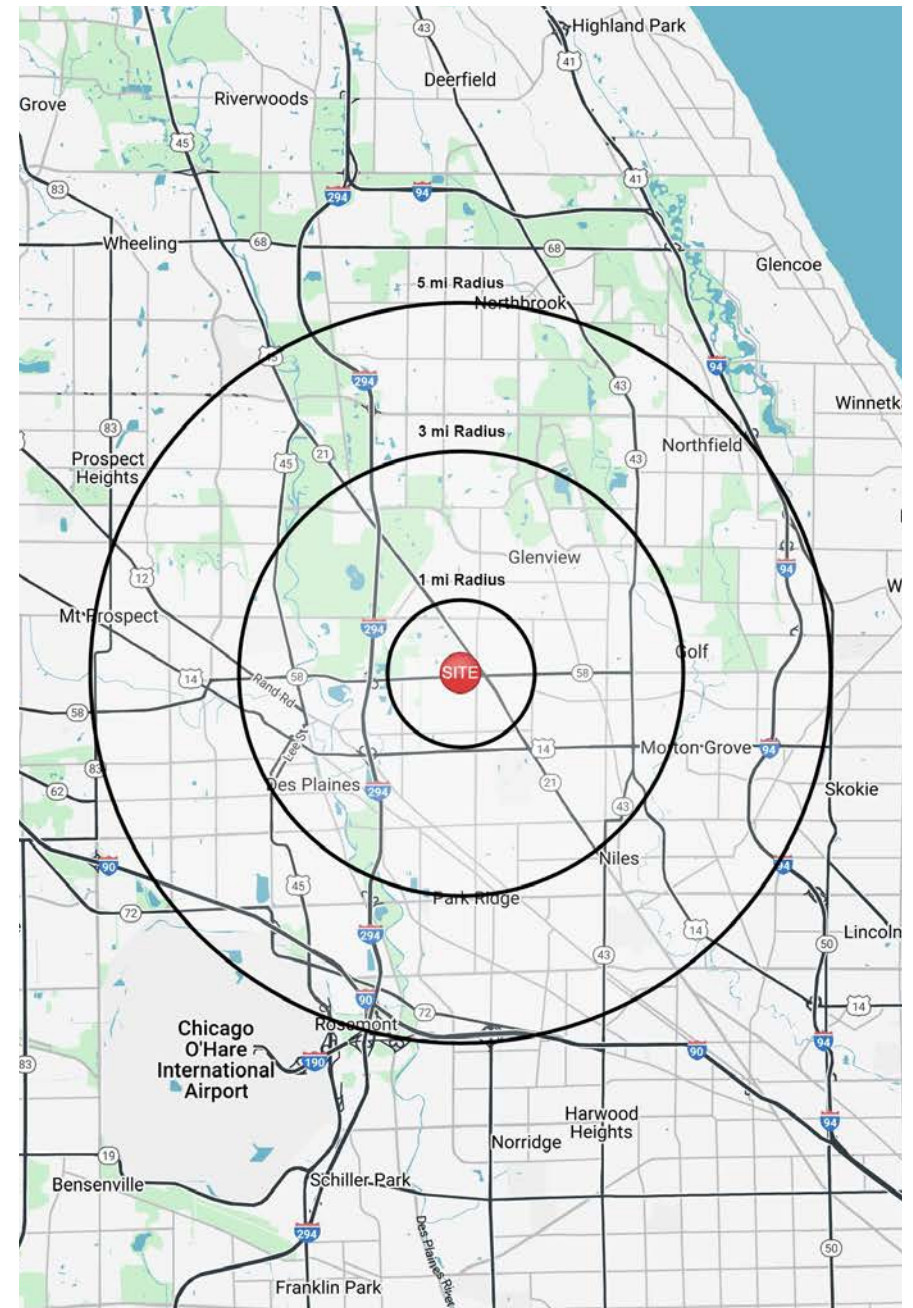 Highland Park
43
41
Deerfield
Grove
Riverwoods
45
41
83
294
94
Wheeling
68
68
Glencoe
5 mi Radius
Northbrook
45
94
294
43
Winnetk
83
3 mi Radius
Northfield
Prospect
Heights
21
45
43
Glenview
94
12
1 mi Radius
W
Mt Prospect
294
Golf
SITE
58
58
14
Rand Rd
58
Lee St
14
Morton Grove
94
83
Des Plaines
294
21
Skokie
62
43
Niles
90
94
45
Park Ridge
72
14
Lincoln
294
50
43
90
72
14
Rosemont
Chicago
O'Hare
International
Airport
94
190
90
83
94
Harwood
Heights
Norridge
19
Bensenville
Schiller Park
294
Des Plaines River
50
Franklin Park